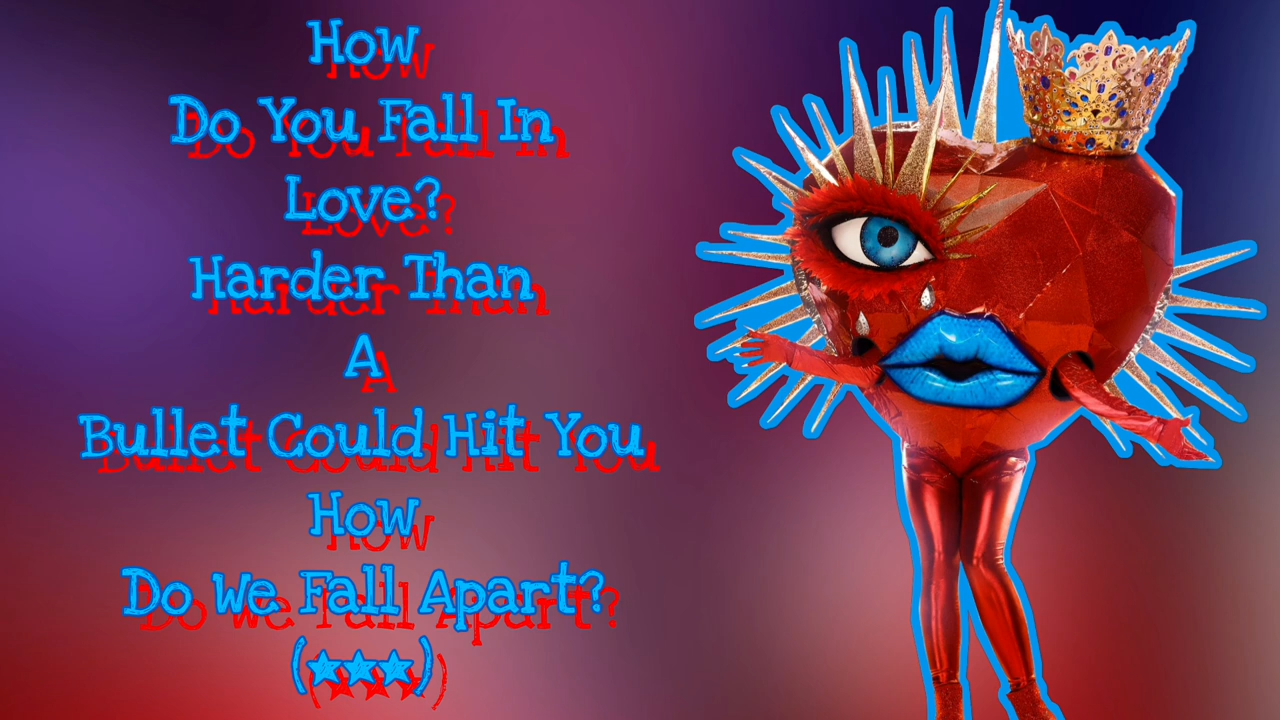 How
Do You Fall In
Love?
Harder Than
A
Bullet Could Hit You
How
Do We Fall Apart?
(★★★)